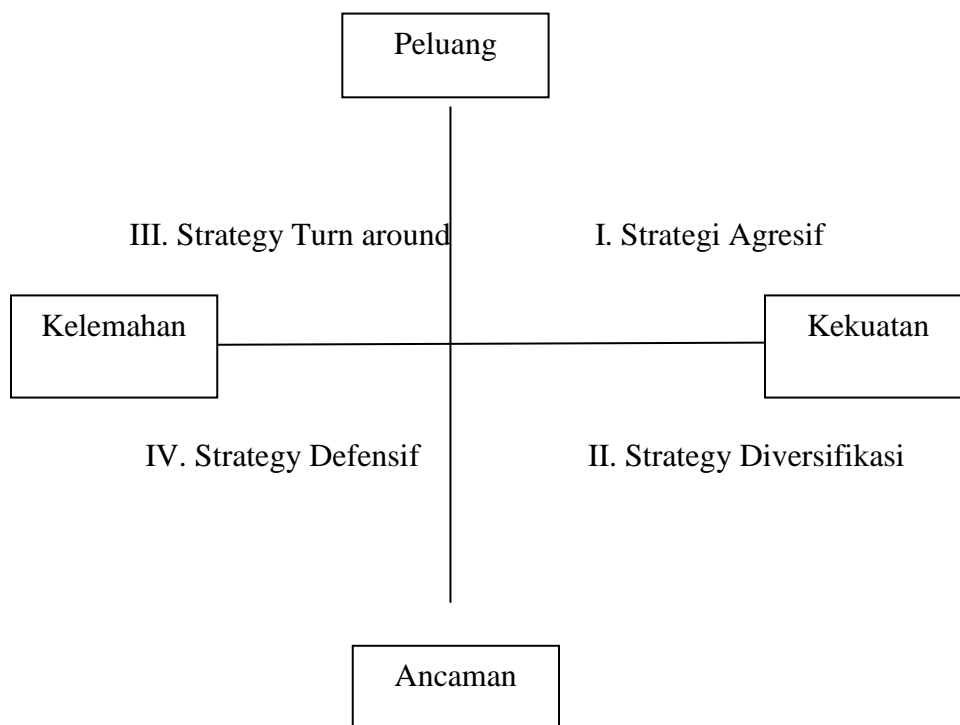 Peluang
III. Strategy Turn around
I. Strategi Agresif
Kelemahan
Kekuatan
IV. Strategy Defensif
II. Strategy Diversifikasi
Ancaman